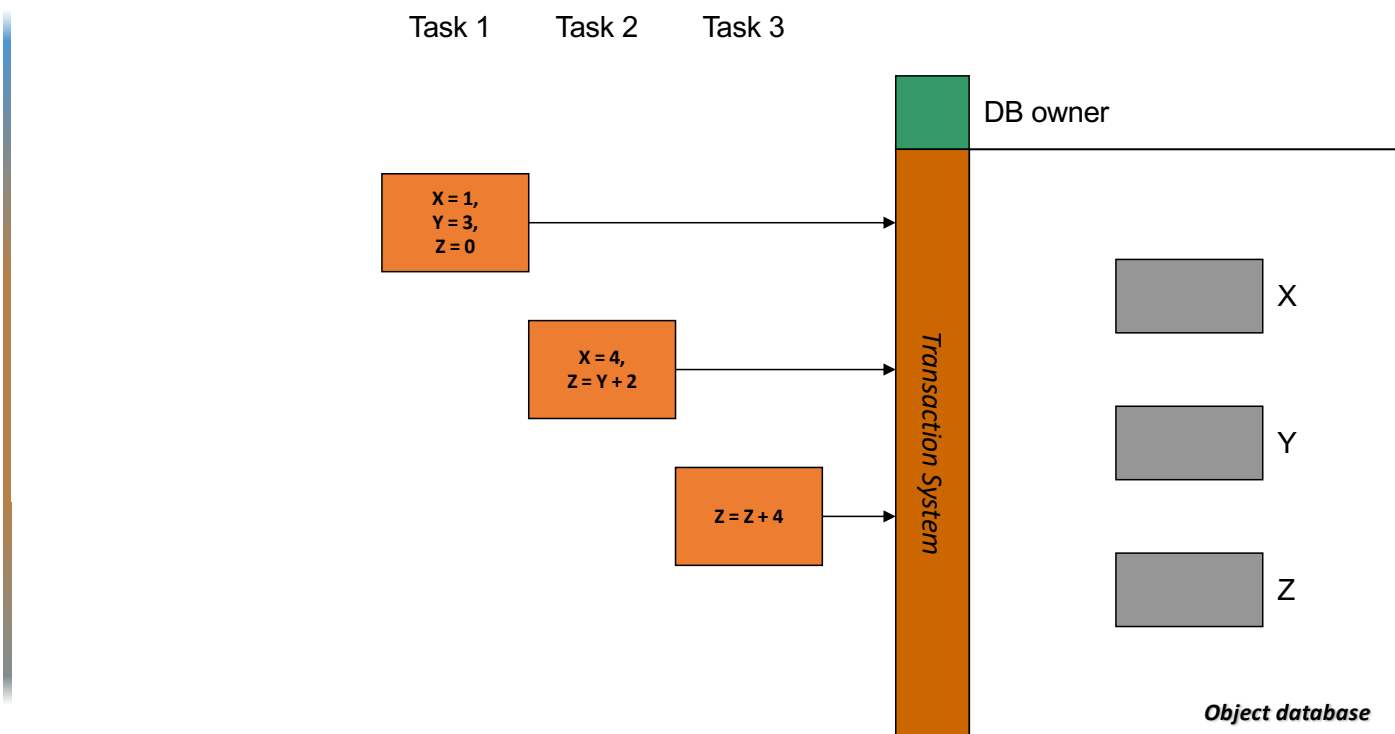 Task 1 Task 2 Task 3
DB owner
X = 1,
Y = 3,
Z = 0
X
X = 4,
Z = Y + 2
Transaction System
Y
Z = Z + 4
Z
Object database